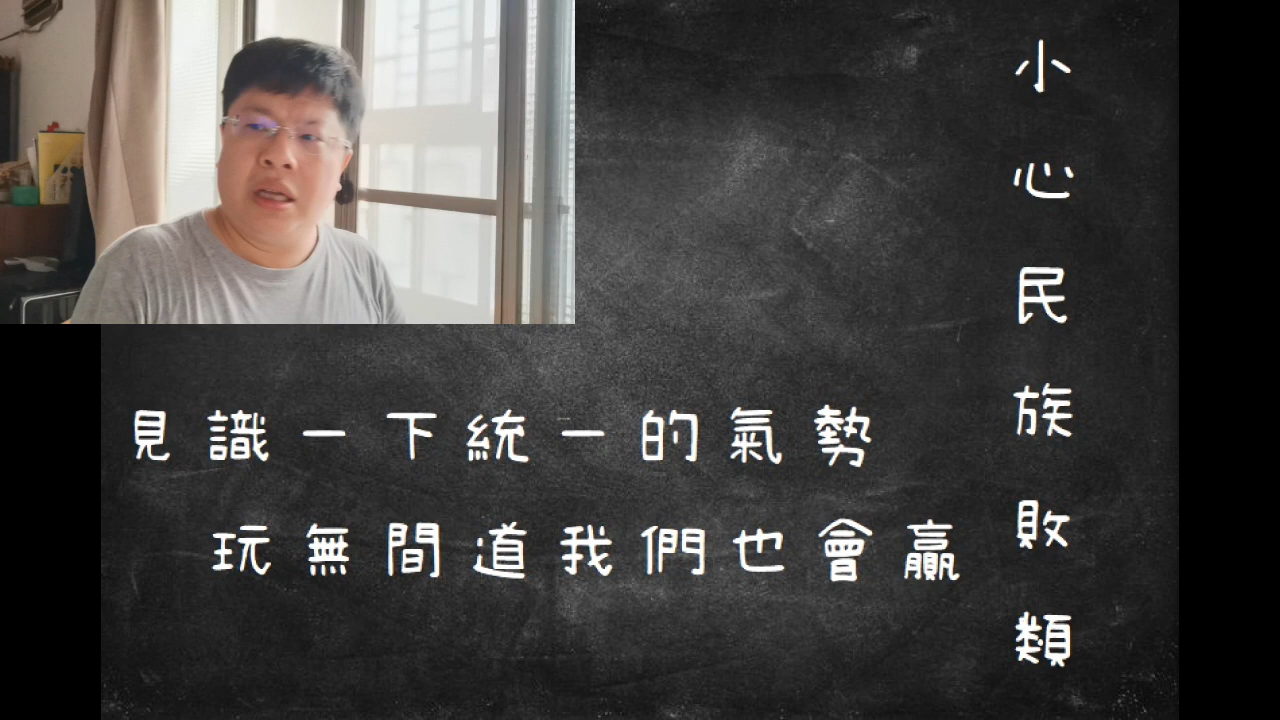 小心民族敗類
見識一下統一的氣勢
玩無間道我們也會贏